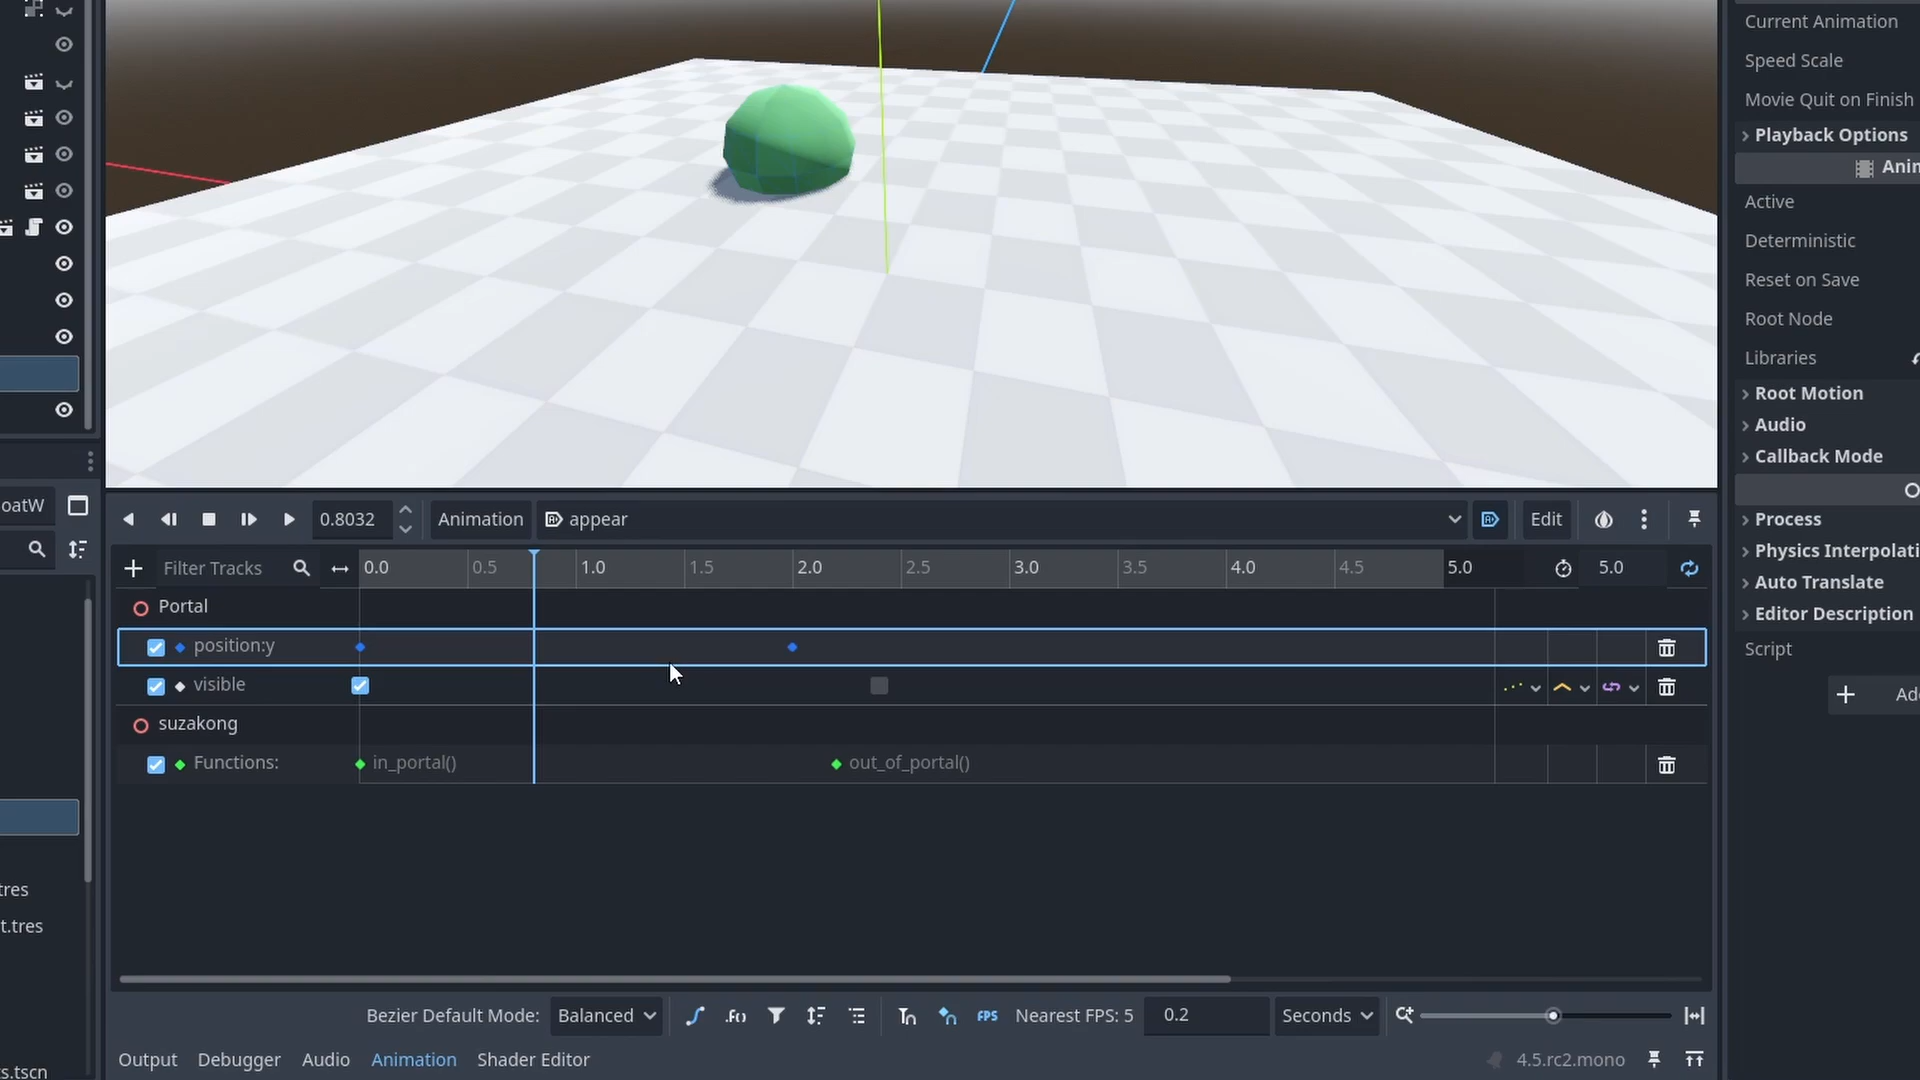 Current Animation
Speed Scale
Movie Quit on Finish
Playback Options
Anin
Active
Deterministic
Reset on Save
Root Node
Libraries
Root Motion
Audio
Callback Mode
Process
Physics Interpolati
Auto Translate
Editor Description
Script
Ad
oatW
tres
t.tres
s.tscn
0.8032 Animation appear Edit
Filter Tracks 0.0 0.5 1.0 1.5 2.0 2.5 3.0 3.5 4.0 4.5 5.0 5.0
Portal
position:y
visible
suzakong
Functions: in_portal() out_of_portal()
Bezier Default Mode: Balanced FPS Nearest FPS: 5 0.2 Seconds
Output Debugger Audio Animation Shader Editor 4.5.rc2.mono